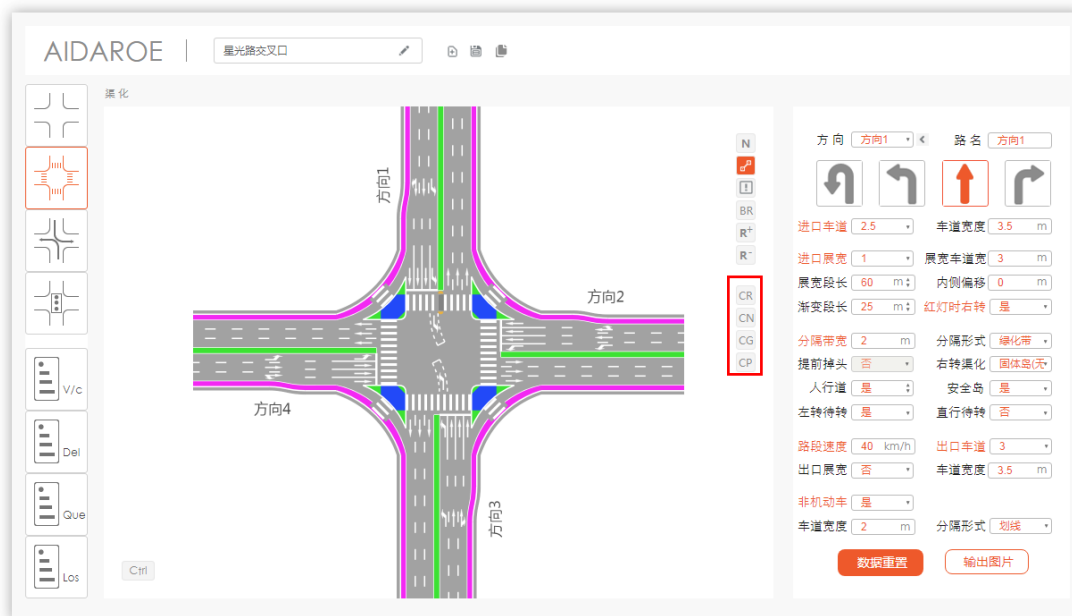 AIDAROE
星光路交叉口
渠化
V/c
Del
Que
Los
方向1
方向2
方向3
方向4
Ctrl
N
BR
R+
R-
CR
CN
CG
CP
方向 方向1 路名 方向1
进口车道 2.5 车道宽度 3.5 m
进口展宽 1 展宽车道宽 3 m
展宽段长 60 m 内侧偏移 0 m
渐变段长 25 m 红灯时右转 是
分隔带宽 2 m 分隔形式 绿化带
提前掉头 否 右转渠化 固体岛(无
人行道 是 安全岛 是
左转待转 是 直行待转 否
路段速度 40 km/h 出口车道 3
出口展宽 否 车道宽度 3.5 m
非机动车 是
车道宽度 2 m 分隔形式 划线
数据重置 输出图片